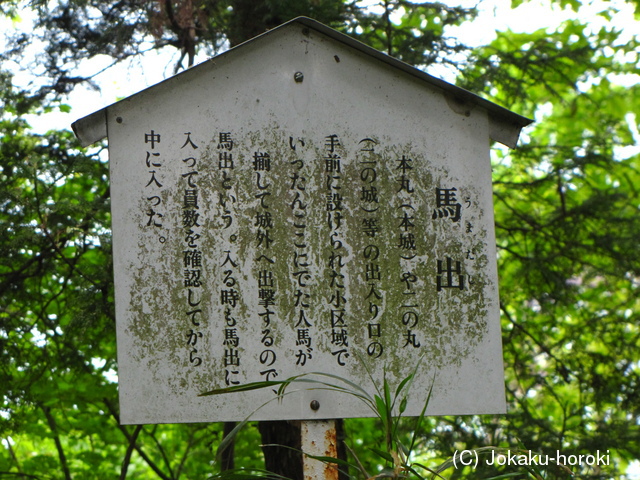 馬出
うまだし
本丸(本城)や二の丸
(二の城)等の出入り口の
手前に設けられた小区域で
いったんここにでた人馬が
揃して城外へ出撃するので
馬出という。入る時も馬出に
入って員数を確認してから
中に入った。
(C) Jokaku-horoki